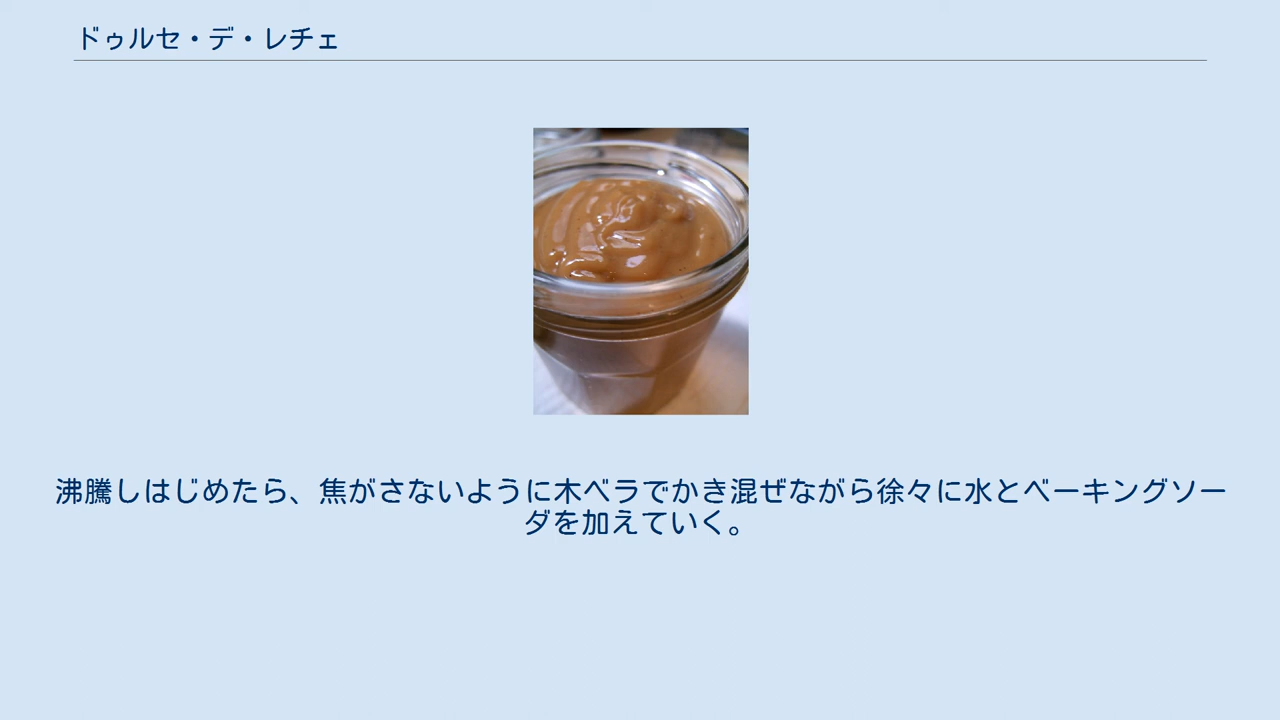 ドゥルセ・デ・レチェ
沸騰しはじめたら、焦がさないように木べラでかき混ぜながら徐々に水とベーキングソー
ダを加えていく。